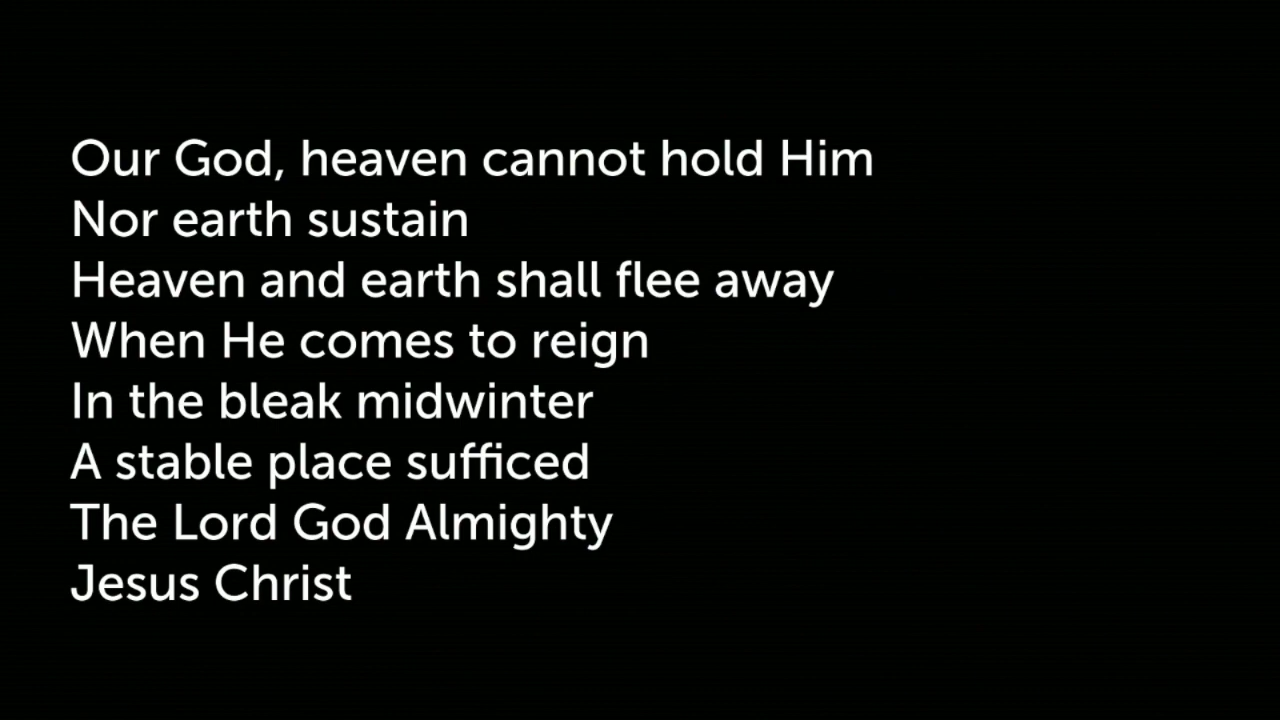 Our God, heaven cannot hold Him
Nor earth sustain
Heaven and earth shall flee away
When He comes to reign
In the bleak midwinter
A stable place sufficed
The Lord God Almighty
Jesus Christ